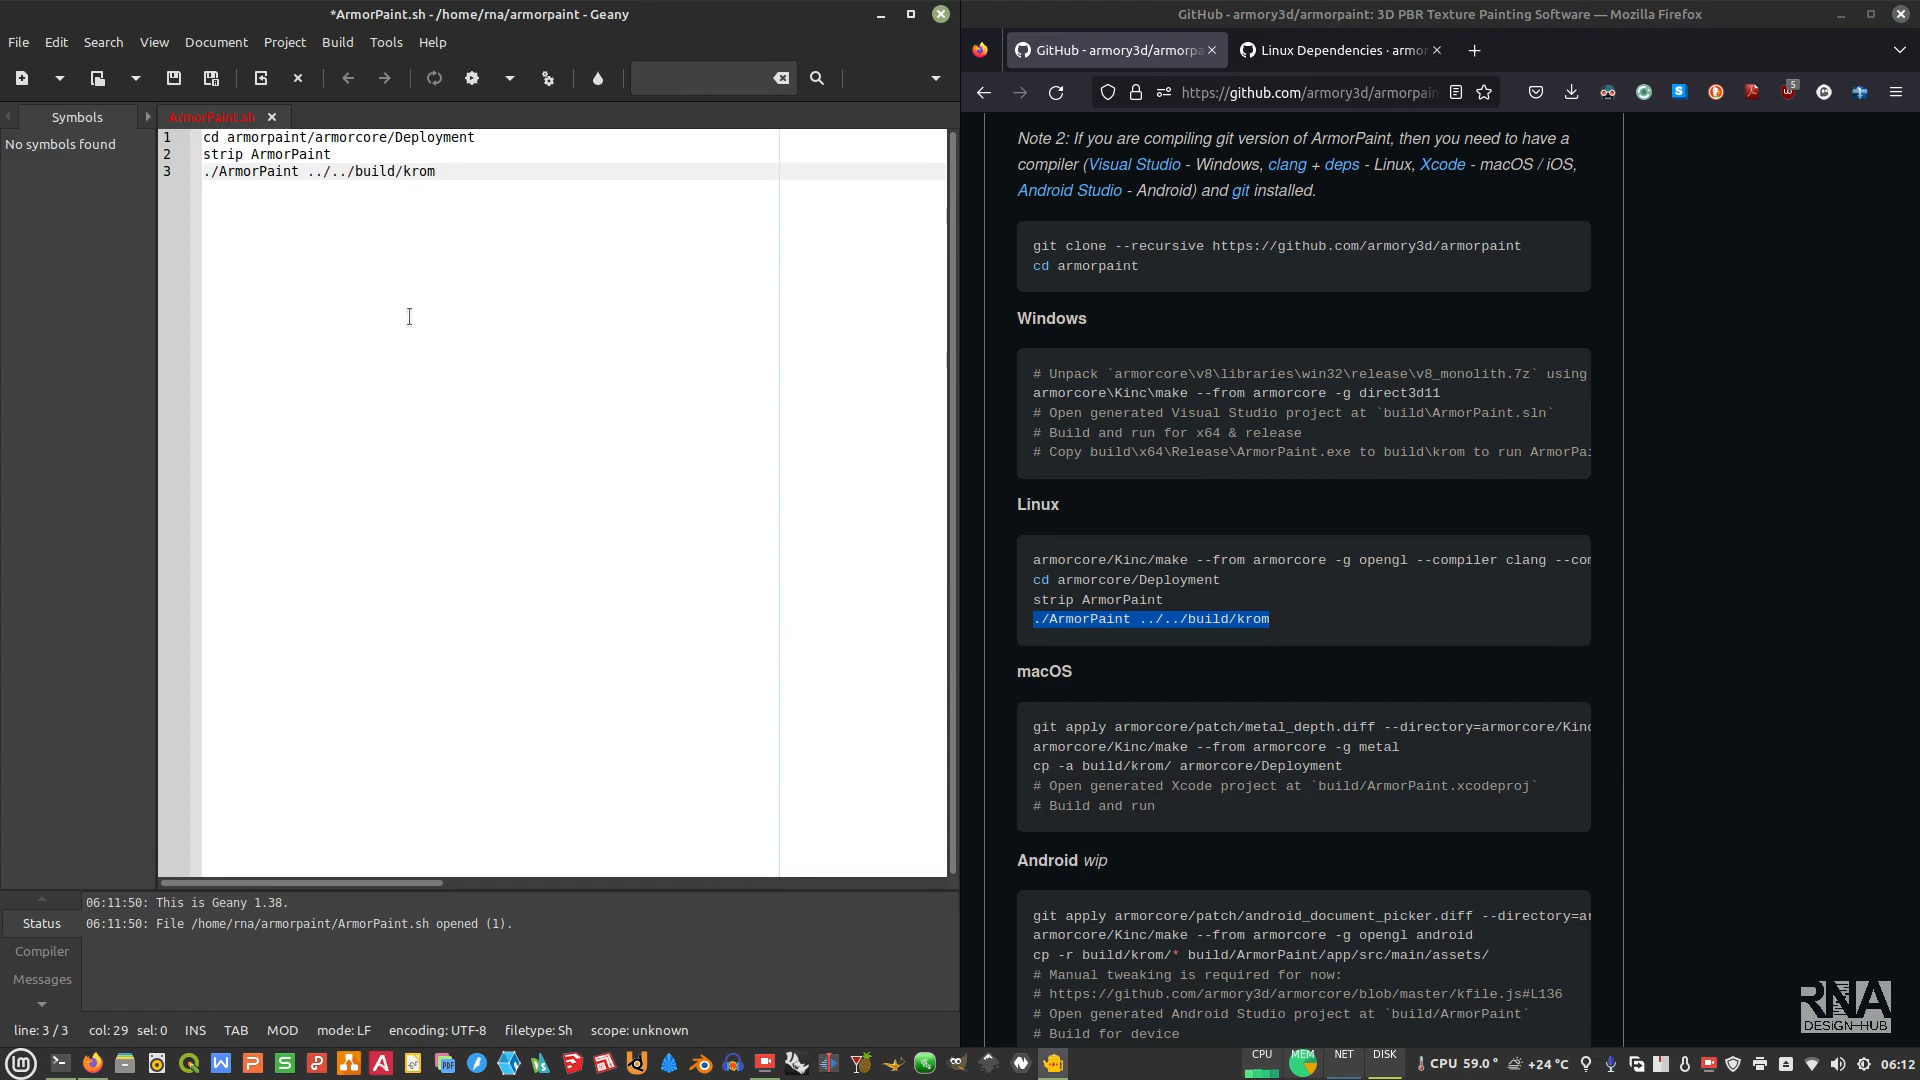 *ArmorPaint.sh - /home/rna/armorpaint - Geany
File Edit Search View Document Project Build Tools Help
Symbols
ArmorPaint.sh
No symbols found
1 cd armorpaint/armorcore/Deployment
2 strip ArmorPaint
3 ./ArmorPaint ../../build/krom
Status
Compiler
Messages
06:11:50: This is Geany 1.38.
06:11:50: File /home/rna/armorpaint/ArmorPaint.sh opened (1).
line: 3 / 3 col: 29 sel: 0 INS TAB MOD mode: LF encoding: UTF-8 filetype: Sh scope: unknown
GitHub - armory3d/armorpaint: 3D PBR Texture Painting Software — Mozilla Firefox
GitHub - armory3d/armorpa
Linux Dependencies · armor
https://github.com/armory3d/armorpain
5
Note 2: If you are compiling git version of ArmorPaint, then you need to have a
compiler (Visual Studio - Windows, clang + deps - Linux, Xcode - macOS / iOS,
Android Studio - Android) and git installed.
git clone --recursive https://github.com/armory3d/armorpaint
cd armorpaint
Windows
# Unpack `armorcore\v8\libraries\win32\release\v8_monolith.7z` using
armorcore\Kinc\make --from armorcore -g direct3d11
# Open generated Visual Studio project at `build\ArmorPaint.sln`
# Build and run for x64 & release
# Copy build\x64\Release\ArmorPaint.exe to build\krom to run ArmorPai
Linux
armorcore/Kinc/make --from armorcore -g opengl --compiler clang --com
cd armorcore/Deployment
strip ArmorPaint
./ArmorPaint ../../build/krom
macOS
git apply armorcore/patch/metal_depth.diff --directory=armorcore/Kinc
armorcore/Kinc/make --from armorcore -g metal
cp -a build/krom/ armorcore/Deployment
# Open generated Xcode project at `build/ArmorPaint.xcodeproj`
# Build and run
Android wip
git apply armorcore/patch/android_document_picker.diff --directory=ar
armorcore/Kinc/make --from armorcore -g opengl android
cp -r build/krom/* build/ArmorPaint/app/src/main/assets/
# Manual tweaking is required for now:
# https://github.com/armory3d/armorcore/blob/master/kfile.js#L136
# Open generated Android Studio project at `build/ArmorPaint`
# Build for device
RNA
DESIGN-HUB
CPU MEM NET DISK CPU 59.0° +24°C 06:12